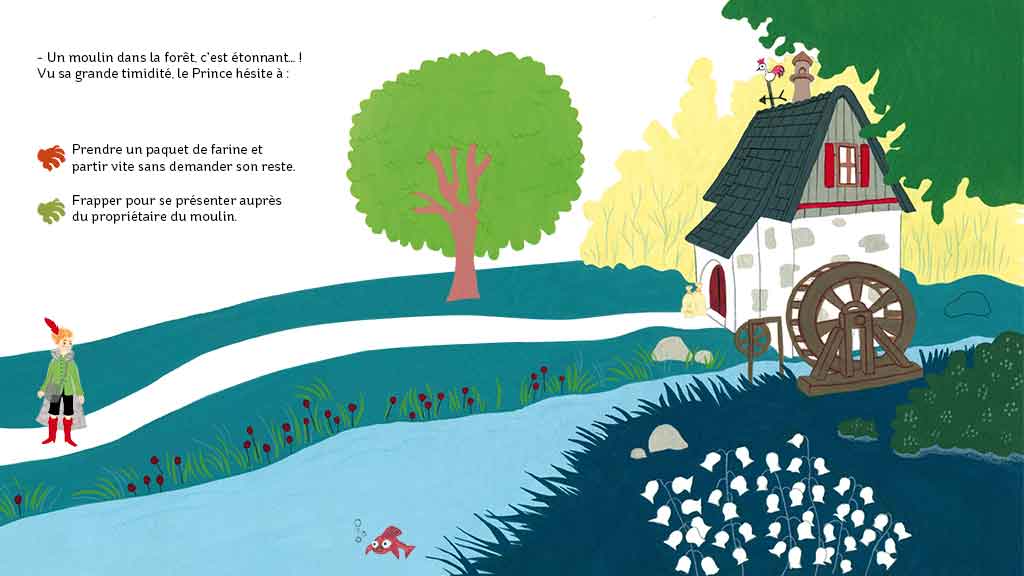 - Un moulin dans la forêt, c'est étonnant... !
Vu sa grande timidité, le Prince hésite à :
Prendre un paquet de farine et
partir vite sans demander son reste.
Frapper pour se présenter auprès
du propriétaire du moulin.